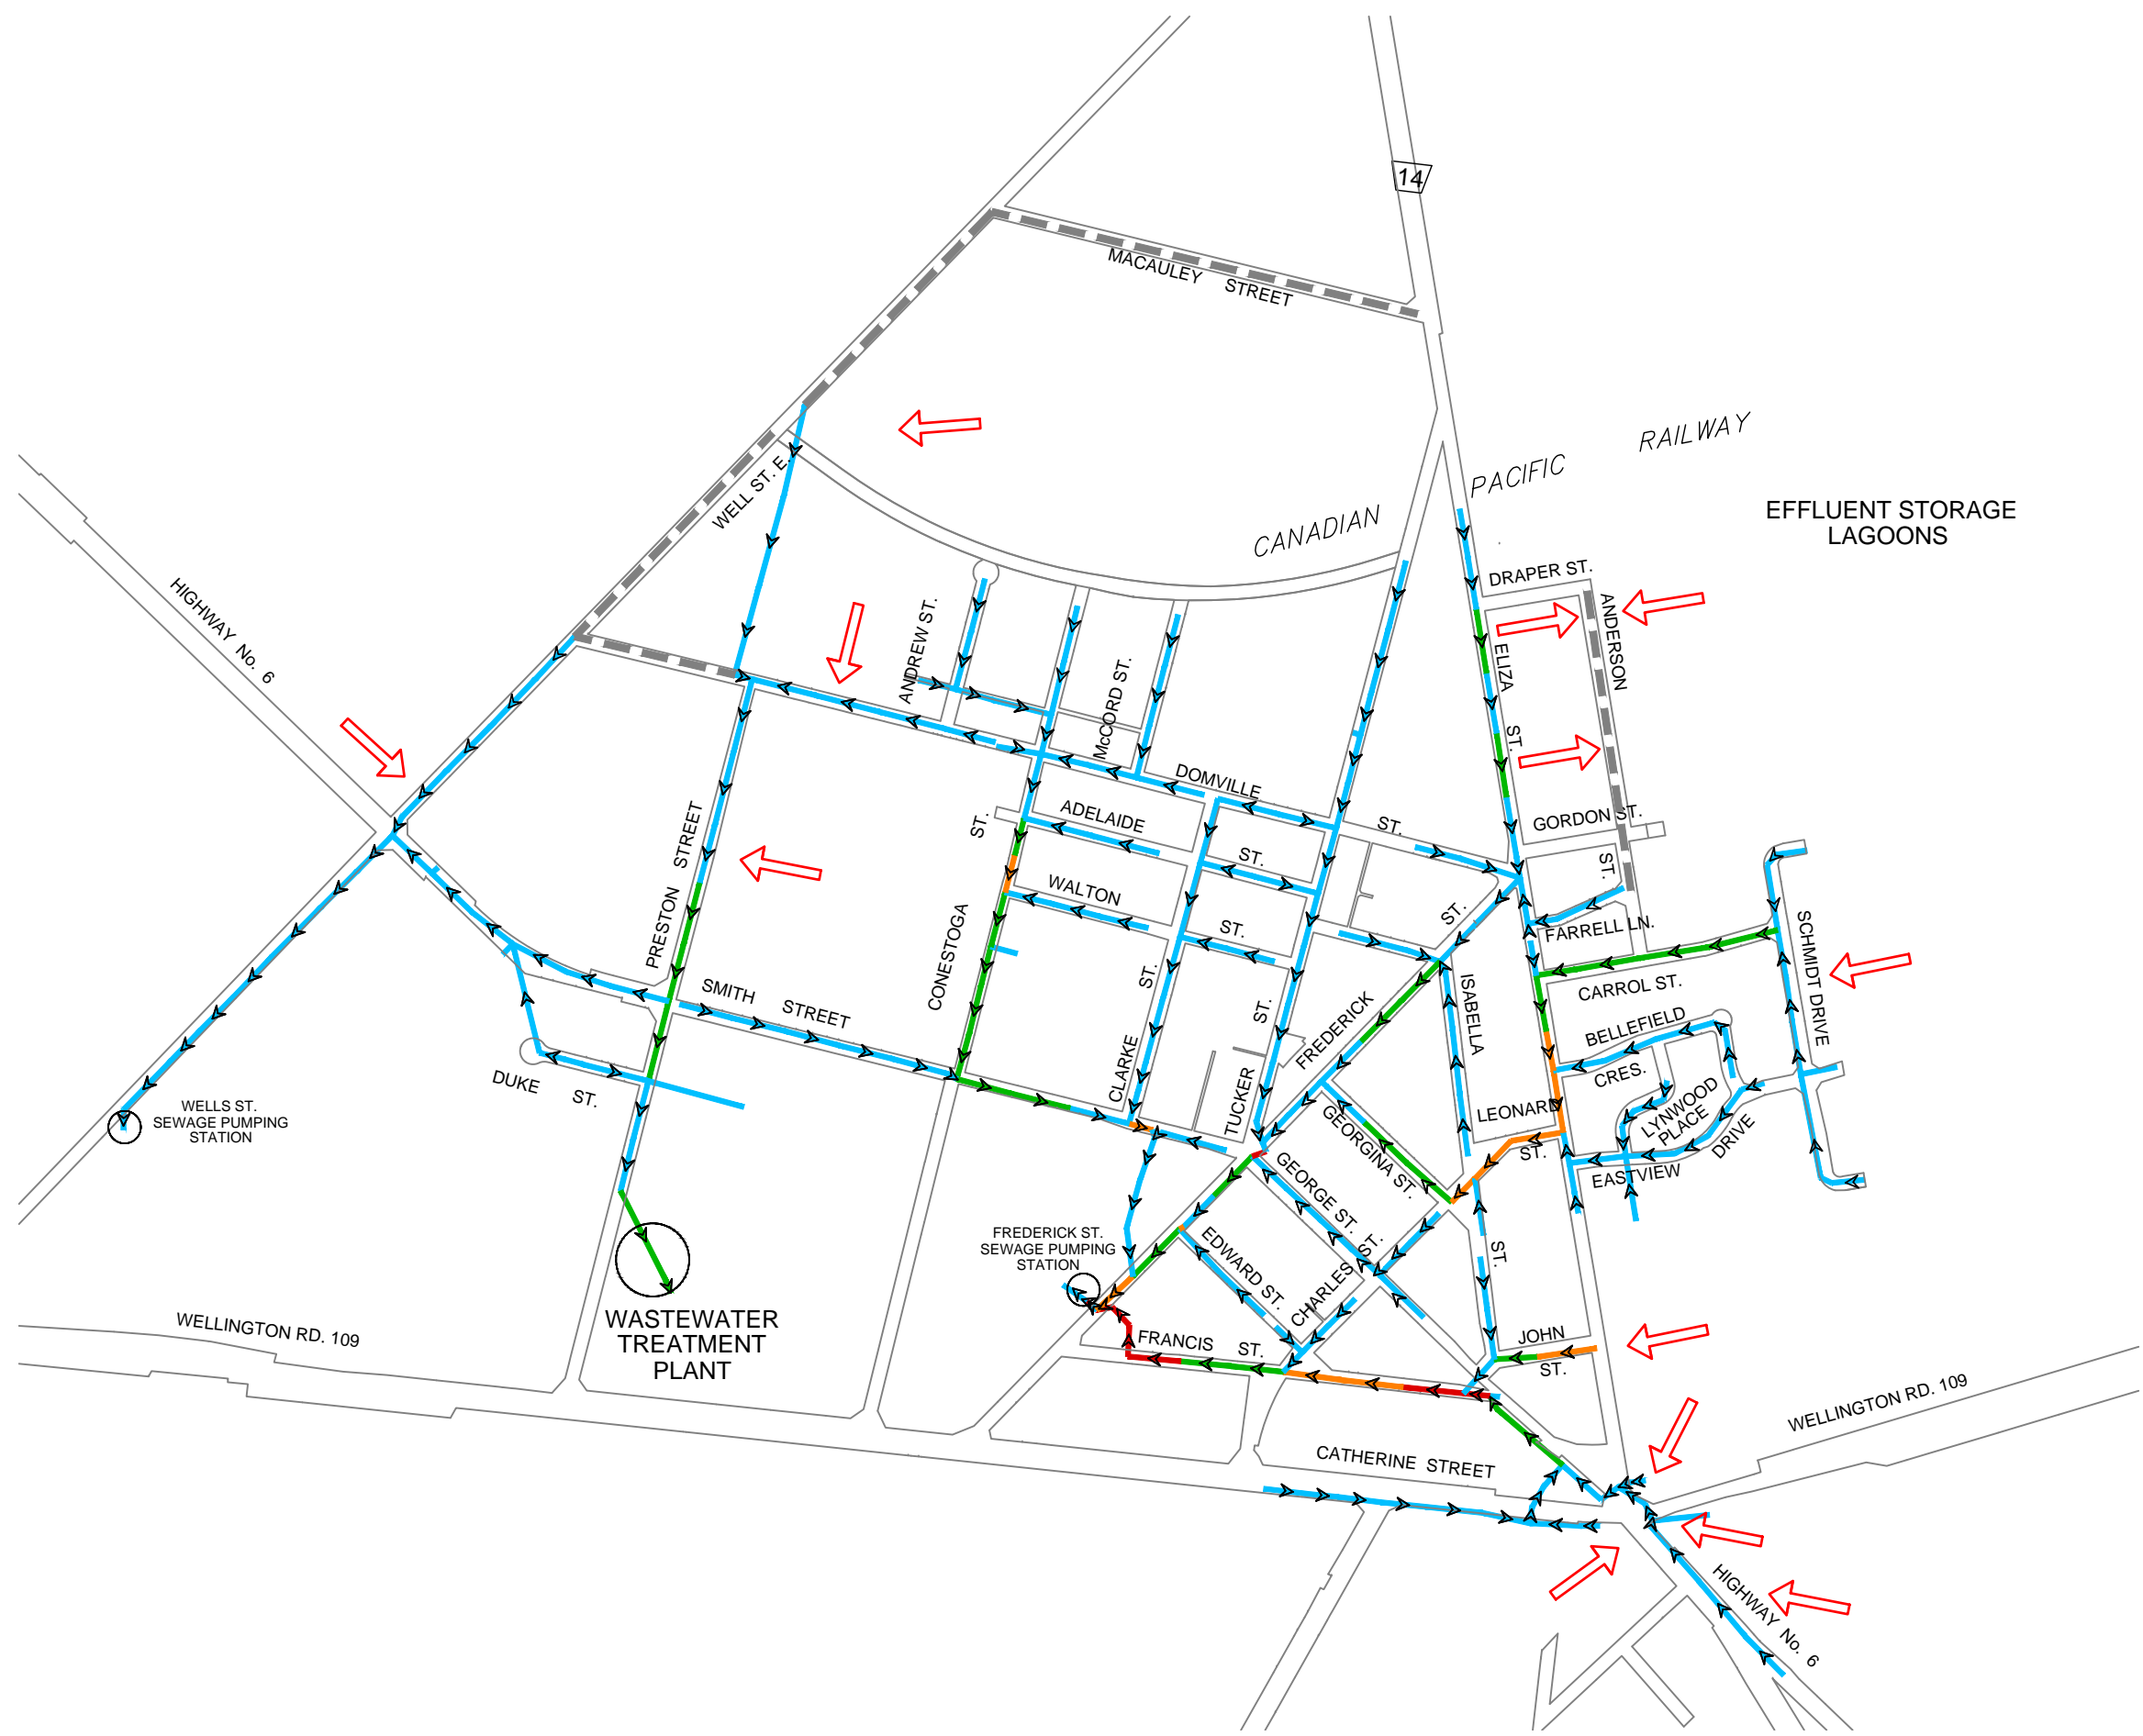 14
MACAULEY STREET
WELL ST. E.
CANADIAN PACIFIC RAILWAY
EFFLUENT STORAGE
LAGOONS
HIGHWAY No. 6
DRAPER ST.
ANDERSON ST.
ELIZA ST.
ANDREW ST.
McCORD ST.
DOMVILLE ST.
GORDON ST.
ADELAIDE ST.
WALTON ST.
PRESTON STREET
CONESTOGA ST.
FARRELL LN.
CARROL ST.
SCHMIDT DRIVE
SMITH STREET
CLARKE ST.
TUCKER ST.
FREDERICK ST.
ISABELLA ST.
BELLEFIELD
CRES.
LEONARD ST.
LYNWOOD
PLACE
EASTVIEW DRIVE
DUKE ST.
GEORGINA ST.
GEORGE ST.
EDWARD ST.
CHARLES ST.
WELLS ST.
SEWAGE PUMPING
STATION
FREDERICK ST.
SEWAGE PUMPING
STATION
WASTEWATER
TREATMENT
PLANT
WELLINGTON RD. 109
FRANCIS ST.
JOHN
ST.
CATHERINE STREET
WELLINGTON RD. 109
HIGHWAY No. 6